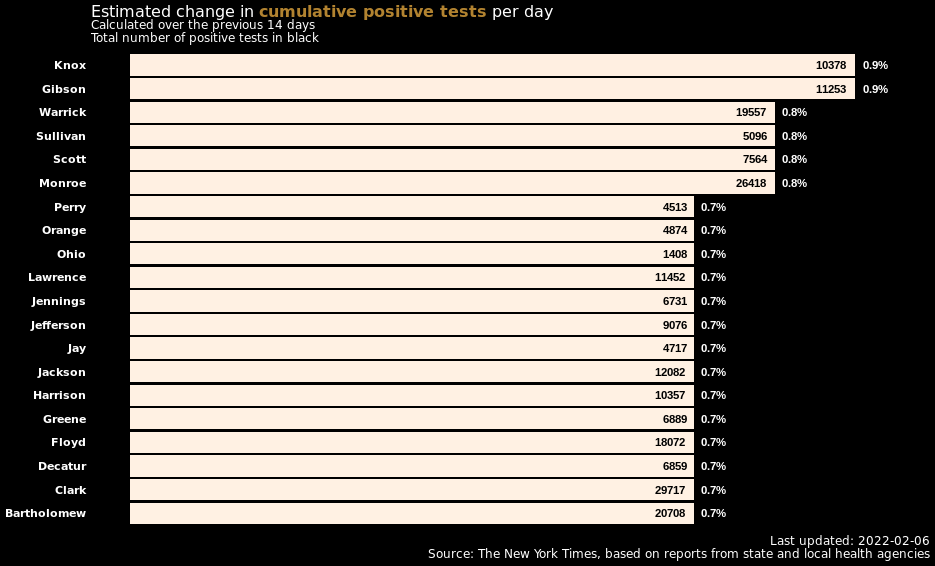 Estimated change in cumulative positive tests per day
Calculated over the previous 14 days
Total number of positive tests in black
Knox 10378 0.9%
Gibson 11253 0.9%
Warrick 19557 0.8%
Sullivan 5096 0.8%
Scott 7564 0.8%
Monroe 26418 0.8%
Perry 4513 0.7%
Orange 4874 0.7%
Ohio 1408 0.7%
Lawrence 11452 0.7%
Jennings 6731 0.7%
Jefferson 9076 0.7%
Jay 4717 0.7%
Jackson 12082 0.7%
Harrison 10357 0.7%
Greene 6889 0.7%
Floyd 18072 0.7%
Decatur 6859 0.7%
Clark 29717 0.7%
Bartholomew 20708 0.7%
Last updated: 2022-02-06
Source: The New York Times, based on reports from state and local health agencies